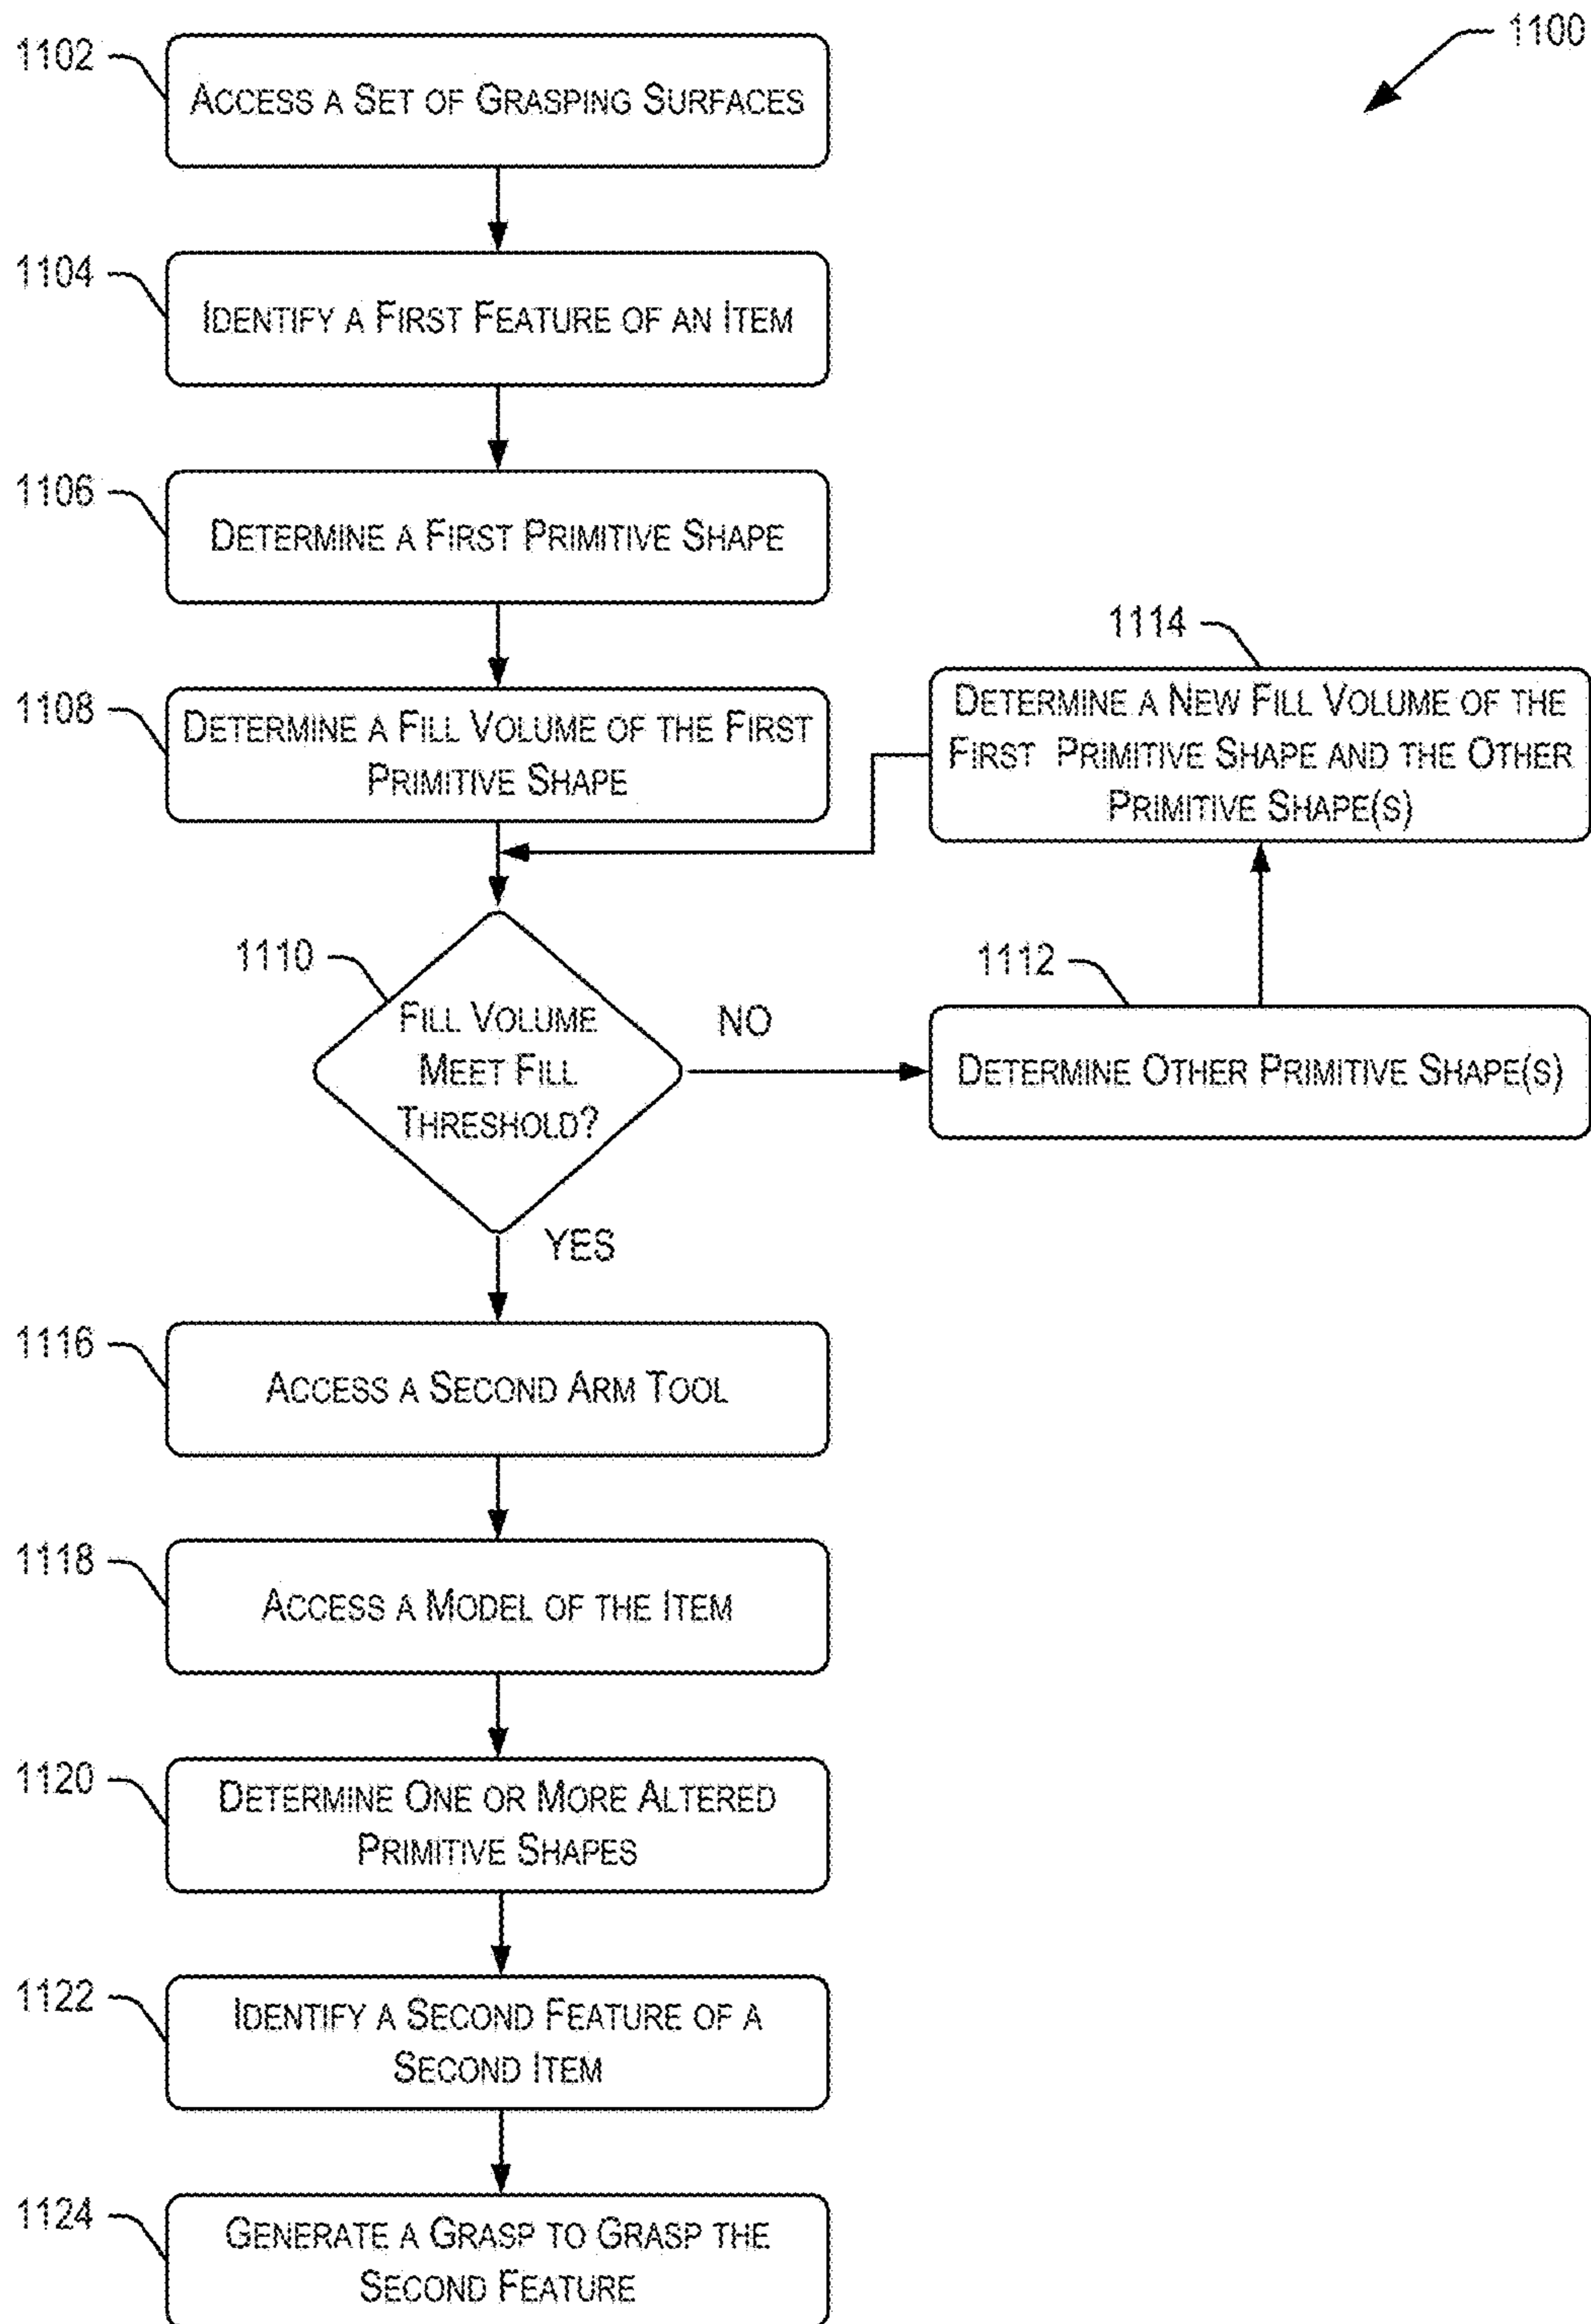 1100
1102
ACCESS A SET OF GRASPING SURFACES
1104
IDENTIFY A FIRST FEATURE OF AN ITEM
1106
DETERMINE A FIRST PRIMITIVE SHAPE
1108
DETERMINE A FILL VOLUME OF THE FIRST
PRIMITIVE SHAPE
1114
DETERMINE A NEW FILL VOLUME OF THE
FIRST PRIMITIVE SHAPE AND THE OTHER
PRIMITIVE SHAPE(S)
1110
FILL VOLUME
MEET FILL
THRESHOLD?
NO
1112
DETERMINE OTHER PRIMITIVE SHAPE(S)
YES
1116
ACCESS A SECOND ARM TOOL
1118
ACCESS A MODEL OF THE ITEM
1120
DETERMINE ONE OR MORE ALTERED
PRIMITIVE SHAPES
1122
IDENTIFY A SECOND FEATURE OF A
SECOND ITEM
1124
GENERATE A GRASP TO GRASP THE
SECOND FEATURE